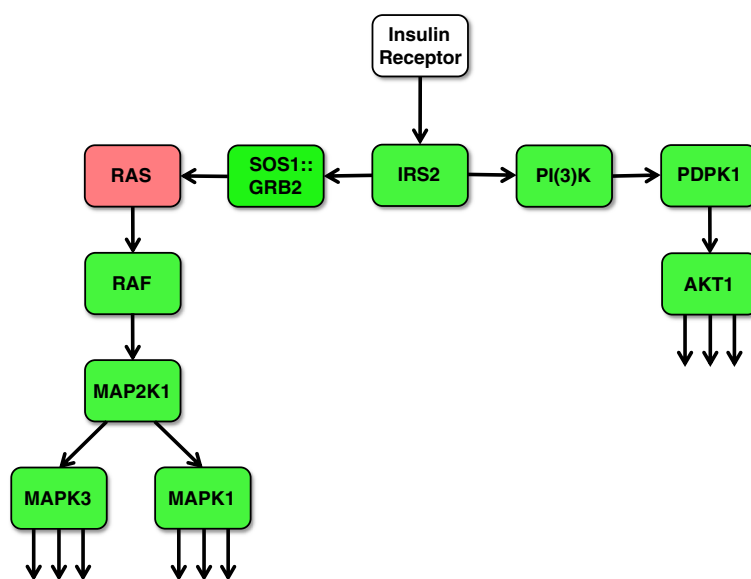 Insulin
Receptor
RAS
SOS1::
GRB2
IRS2
PI(3)K
PDPK1
RAF
AKT1
MAP2K1
MAPK3
MAPK1